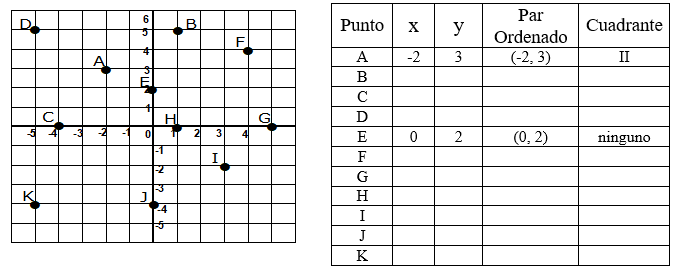 6
D B
5
F
4
A
3
E
2
1
C H G
-5 -4 -3 -2 -1 0 1 2 3 4
-1
I
-2
-3
K J
-4
-5
Punto x y Par Ordenado Cuadrante
A -2 3 (-2, 3) II
B
C
D
E 0 2 (0, 2) ninguno
F
G
H
I
J
K